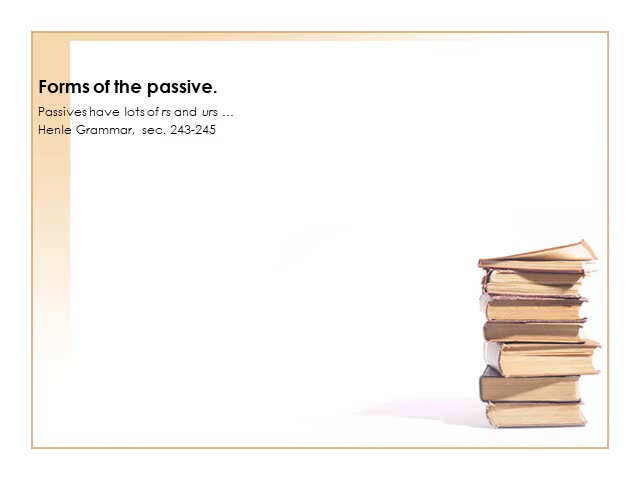 Forms of the passive.
Passives have lots of rs and urs …
Henle Grammar, sec. 243-245